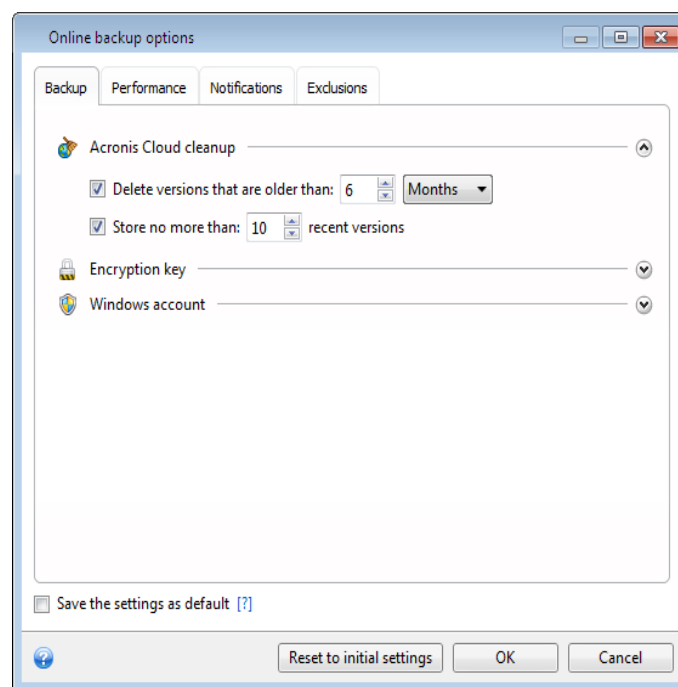 Online backup options
Backup Performance Notifications Exclusions
Acronis Cloud cleanup
Delete versions that are older than: 6 Months
Store no more than: 10 recent versions
Encryption key
Windows account
Save the settings as default [?]
Reset to initial settings OK Cancel